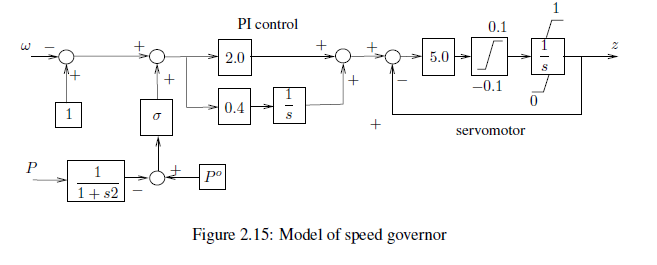 PI control
1
0.1
ω
−
+
+
2.0
+
+
5.0
1
s
z
+
+
+
−
−0.1
0
1
σ
0.4
1
s
+
servomotor
P
1
1 + s2
−
+
Pᵒ
Figure 2.15: Model of speed governor